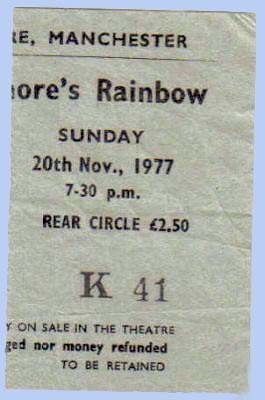 RE, MANCHESTER
nore's Rainbow
SUNDAY
20th Nov., 1977
7-30 p.m.
REAR CIRCLE £2.50
K 41
Y ON SALE IN THE THEATRE
ged nor money refunded
TO BE RETAINED